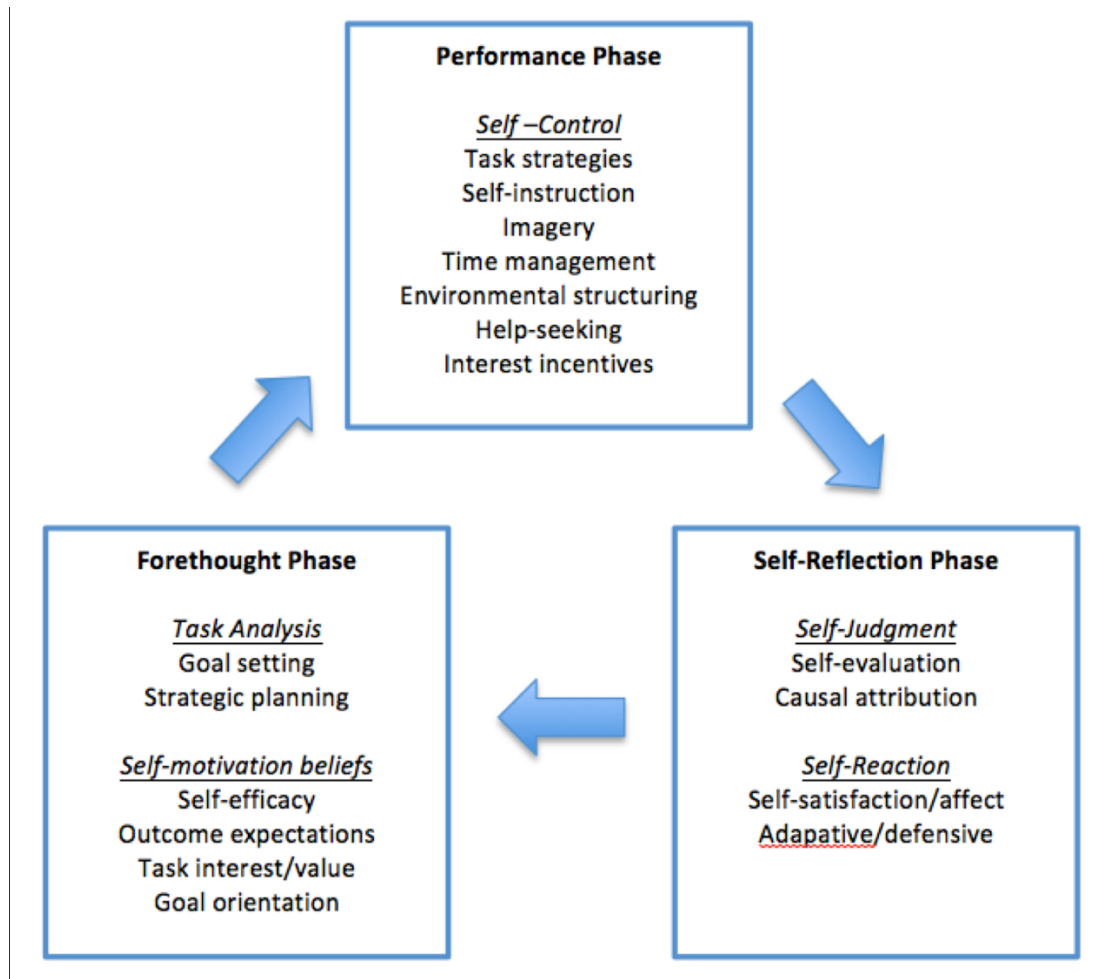 Performance Phase
Self –Control
Task strategies
Self-instruction
Imagery
Time management
Environmental structuring
Help-seeking
Interest incentives
Forethought Phase
Task Analysis
Goal setting
Strategic planning
Self-motivation beliefs
Self-efficacy
Outcome expectations
Task interest/value
Goal orientation
Self-Reflection Phase
Self-Judgment
Self-evaluation
Causal attribution
Self-Reaction
Self-satisfaction/affect
Adapative/defensive